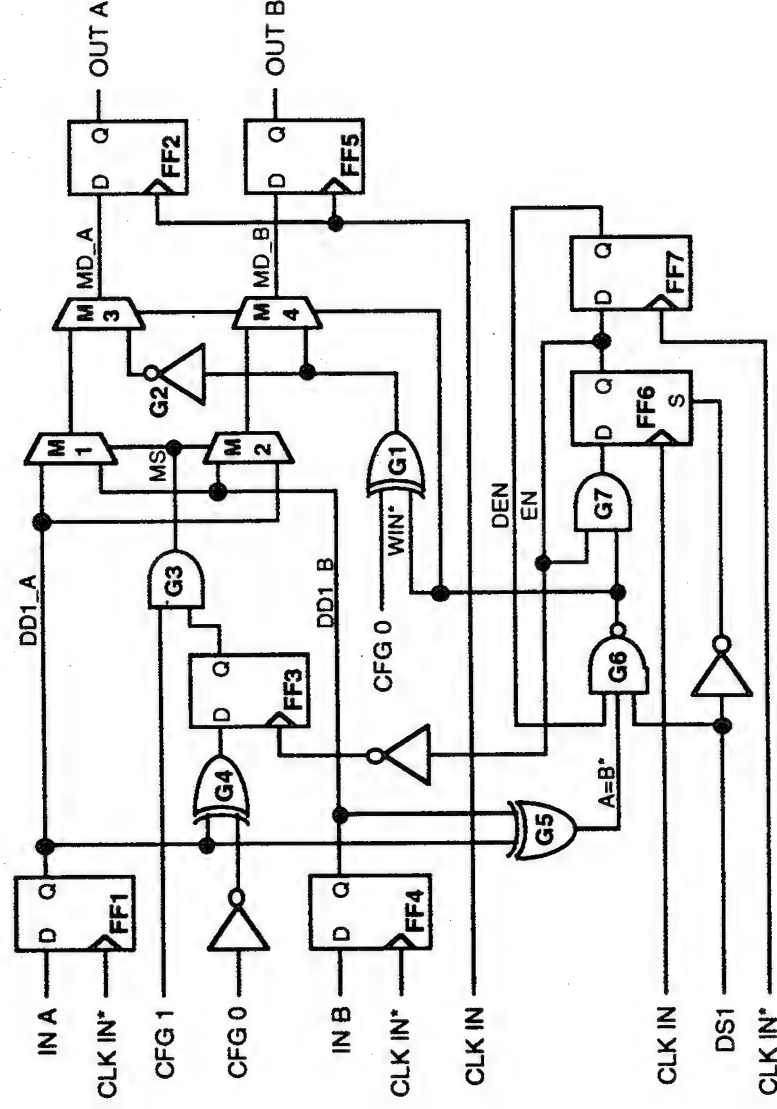 OUT A
OUT B
D Q
FF2
D Q
FF5
MD_A
MD_B
M 3
M 4
G2
M 1
M 2
MS
G1
DEN
EN
WIN*
CFG 0
D Q
FF7
D Q
FF6
S
G7
G6
A=B*
G5
DD1_A
DD1_B
G3
D Q
FF3
G4
D Q
FF1
D Q
FF4
IN A
CLK IN*
CFG 1
CFG 0
IN B
CLK IN*
CLK IN
CLK IN
DS1
CLK IN*